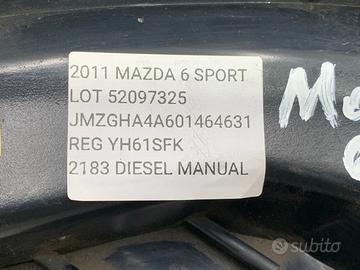 2011 MAZDA 6 SPORT
LOT 52097325
JMZGHA4A601464631
REG YH61SFK
2183 DIESEL MANUAL
subito